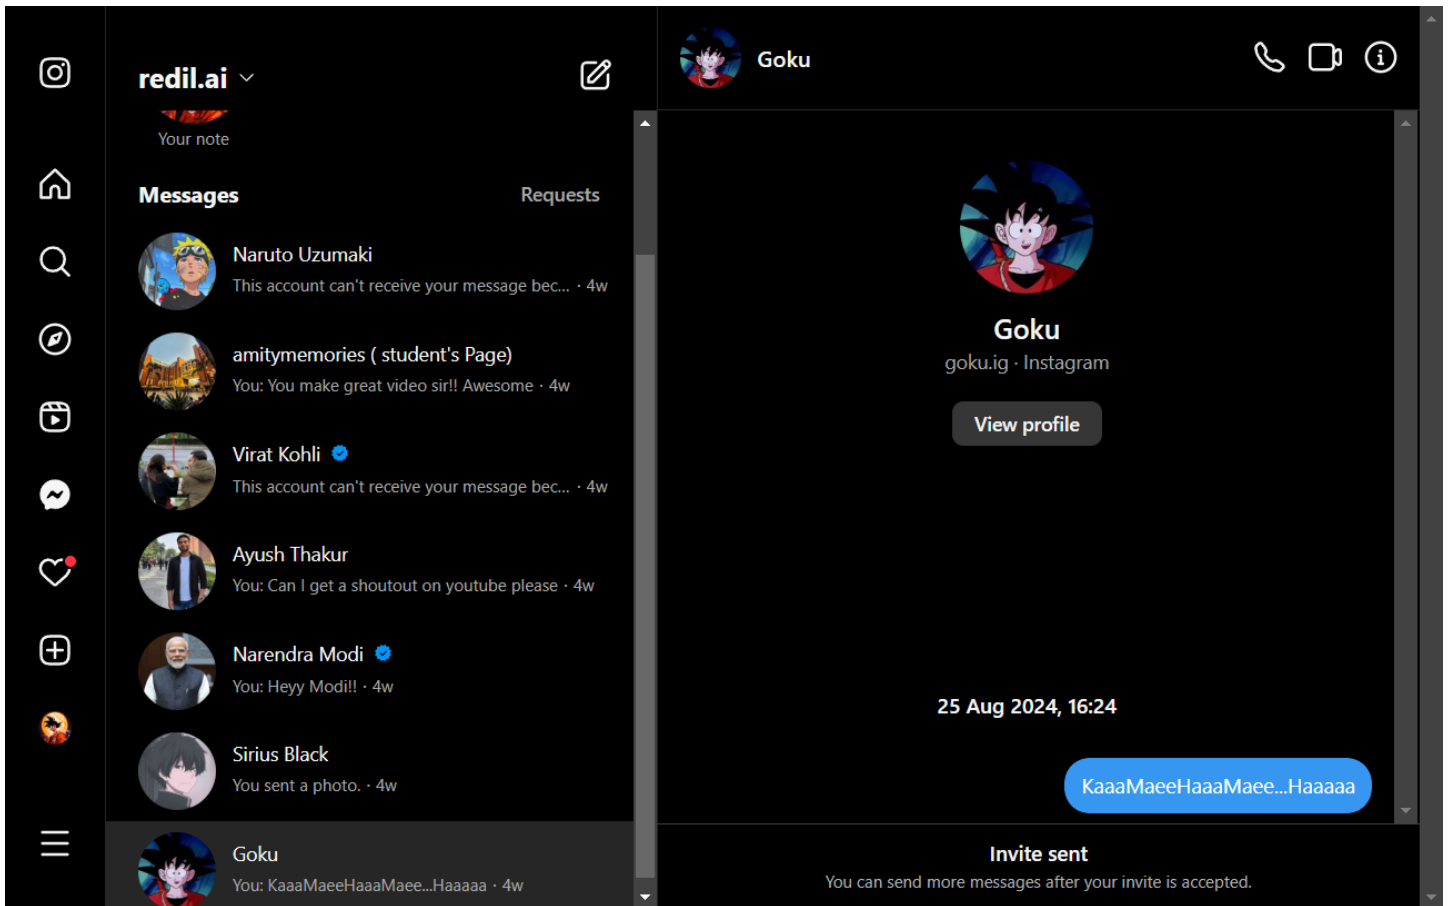 redil.ai
Your note
Messages
Requests
Naruto Uzumaki
This account can't receive your message bec... · 4w
amitymemories ( student's Page)
You: You make great video sir!! Awesome · 4w
Virat Kohli
This account can't receive your message bec... · 4w
Ayush Thakur
You: Can I get a shoutout on youtube please · 4w
Narendra Modi
You: Heyy Modi!! · 4w
Sirius Black
You sent a photo. · 4w
Goku
You: KaaaMaeeHaaaMaee...Haaaaa · 4w
Goku
Goku
goku.ig · Instagram
View profile
25 Aug 2024, 16:24
KaaaMaeeHaaaMaee...Haaaaa
Invite sent
You can send more messages after your invite is accepted.